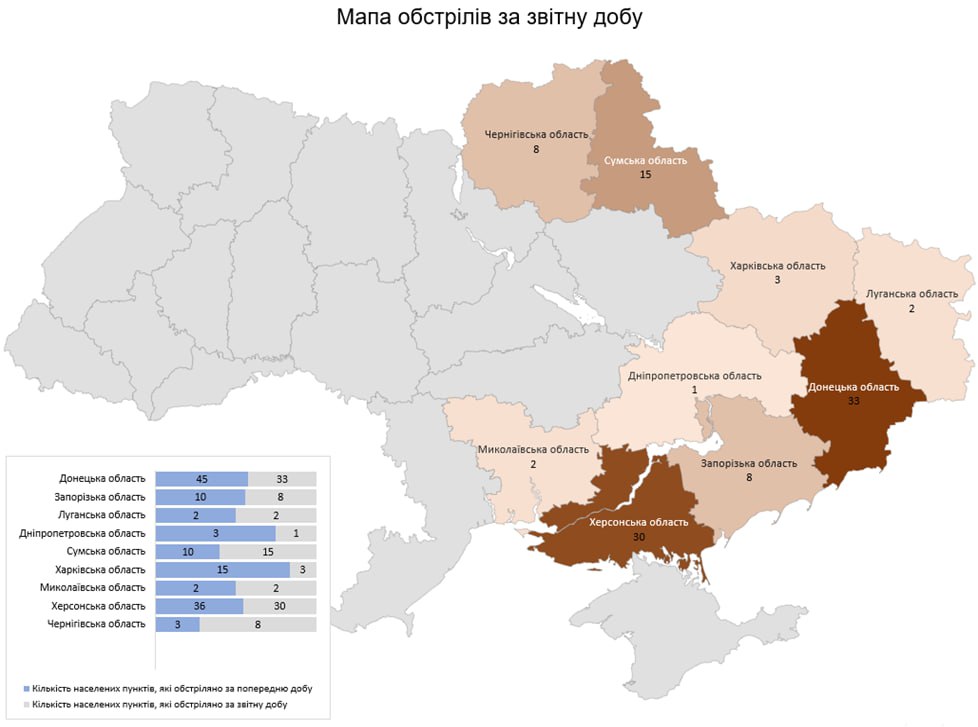 Мапа обстрілів за звітну добу
Чернігівська область
8
Сумська область
15
Харківська область
3
Луганська область
2
Дніпропетровська область
1
Донецька область
33
Миколаївська область
2
Запорізька область
8
Херсонська область
30
Донецька область 45 33
Запорізька область 10 8
Луганська область 2 2
Дніпропетровська область 3 1
Сумська область 10 15
Харківська область 15 3
Миколаївська область 2 2
Херсонська область 36 30
Чернігівська область 3 8
Кількість населених пунктів, які обстріляно за попередню добу
Кількість населених пунктів, які обстріляно за звітну добу